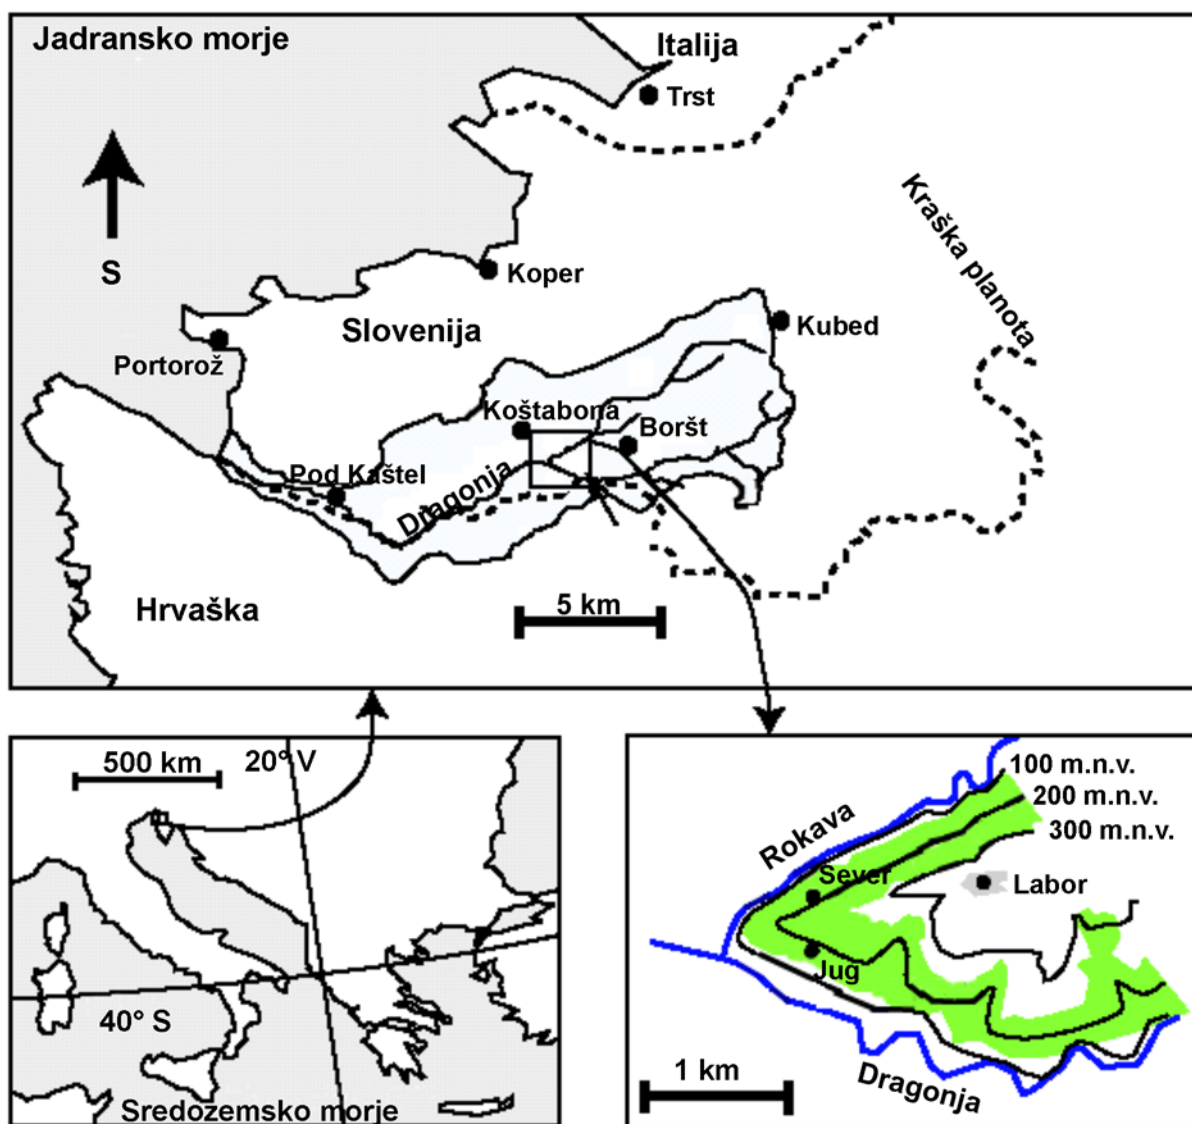 Jadransko morje
Italija
Trst
Kraška planota
S
Koper
Slovenija
Kubed
Portorož
Koštabona
Boršt
Pod Kaštel
Dragonja
Hrvaška
5 km
500 km
20° V
40° S
Sredozemsko morje
100 m.n.v.
200 m.n.v.
300 m.n.v.
Rokava
Sever
Labor
Jug
1 km
Dragonja